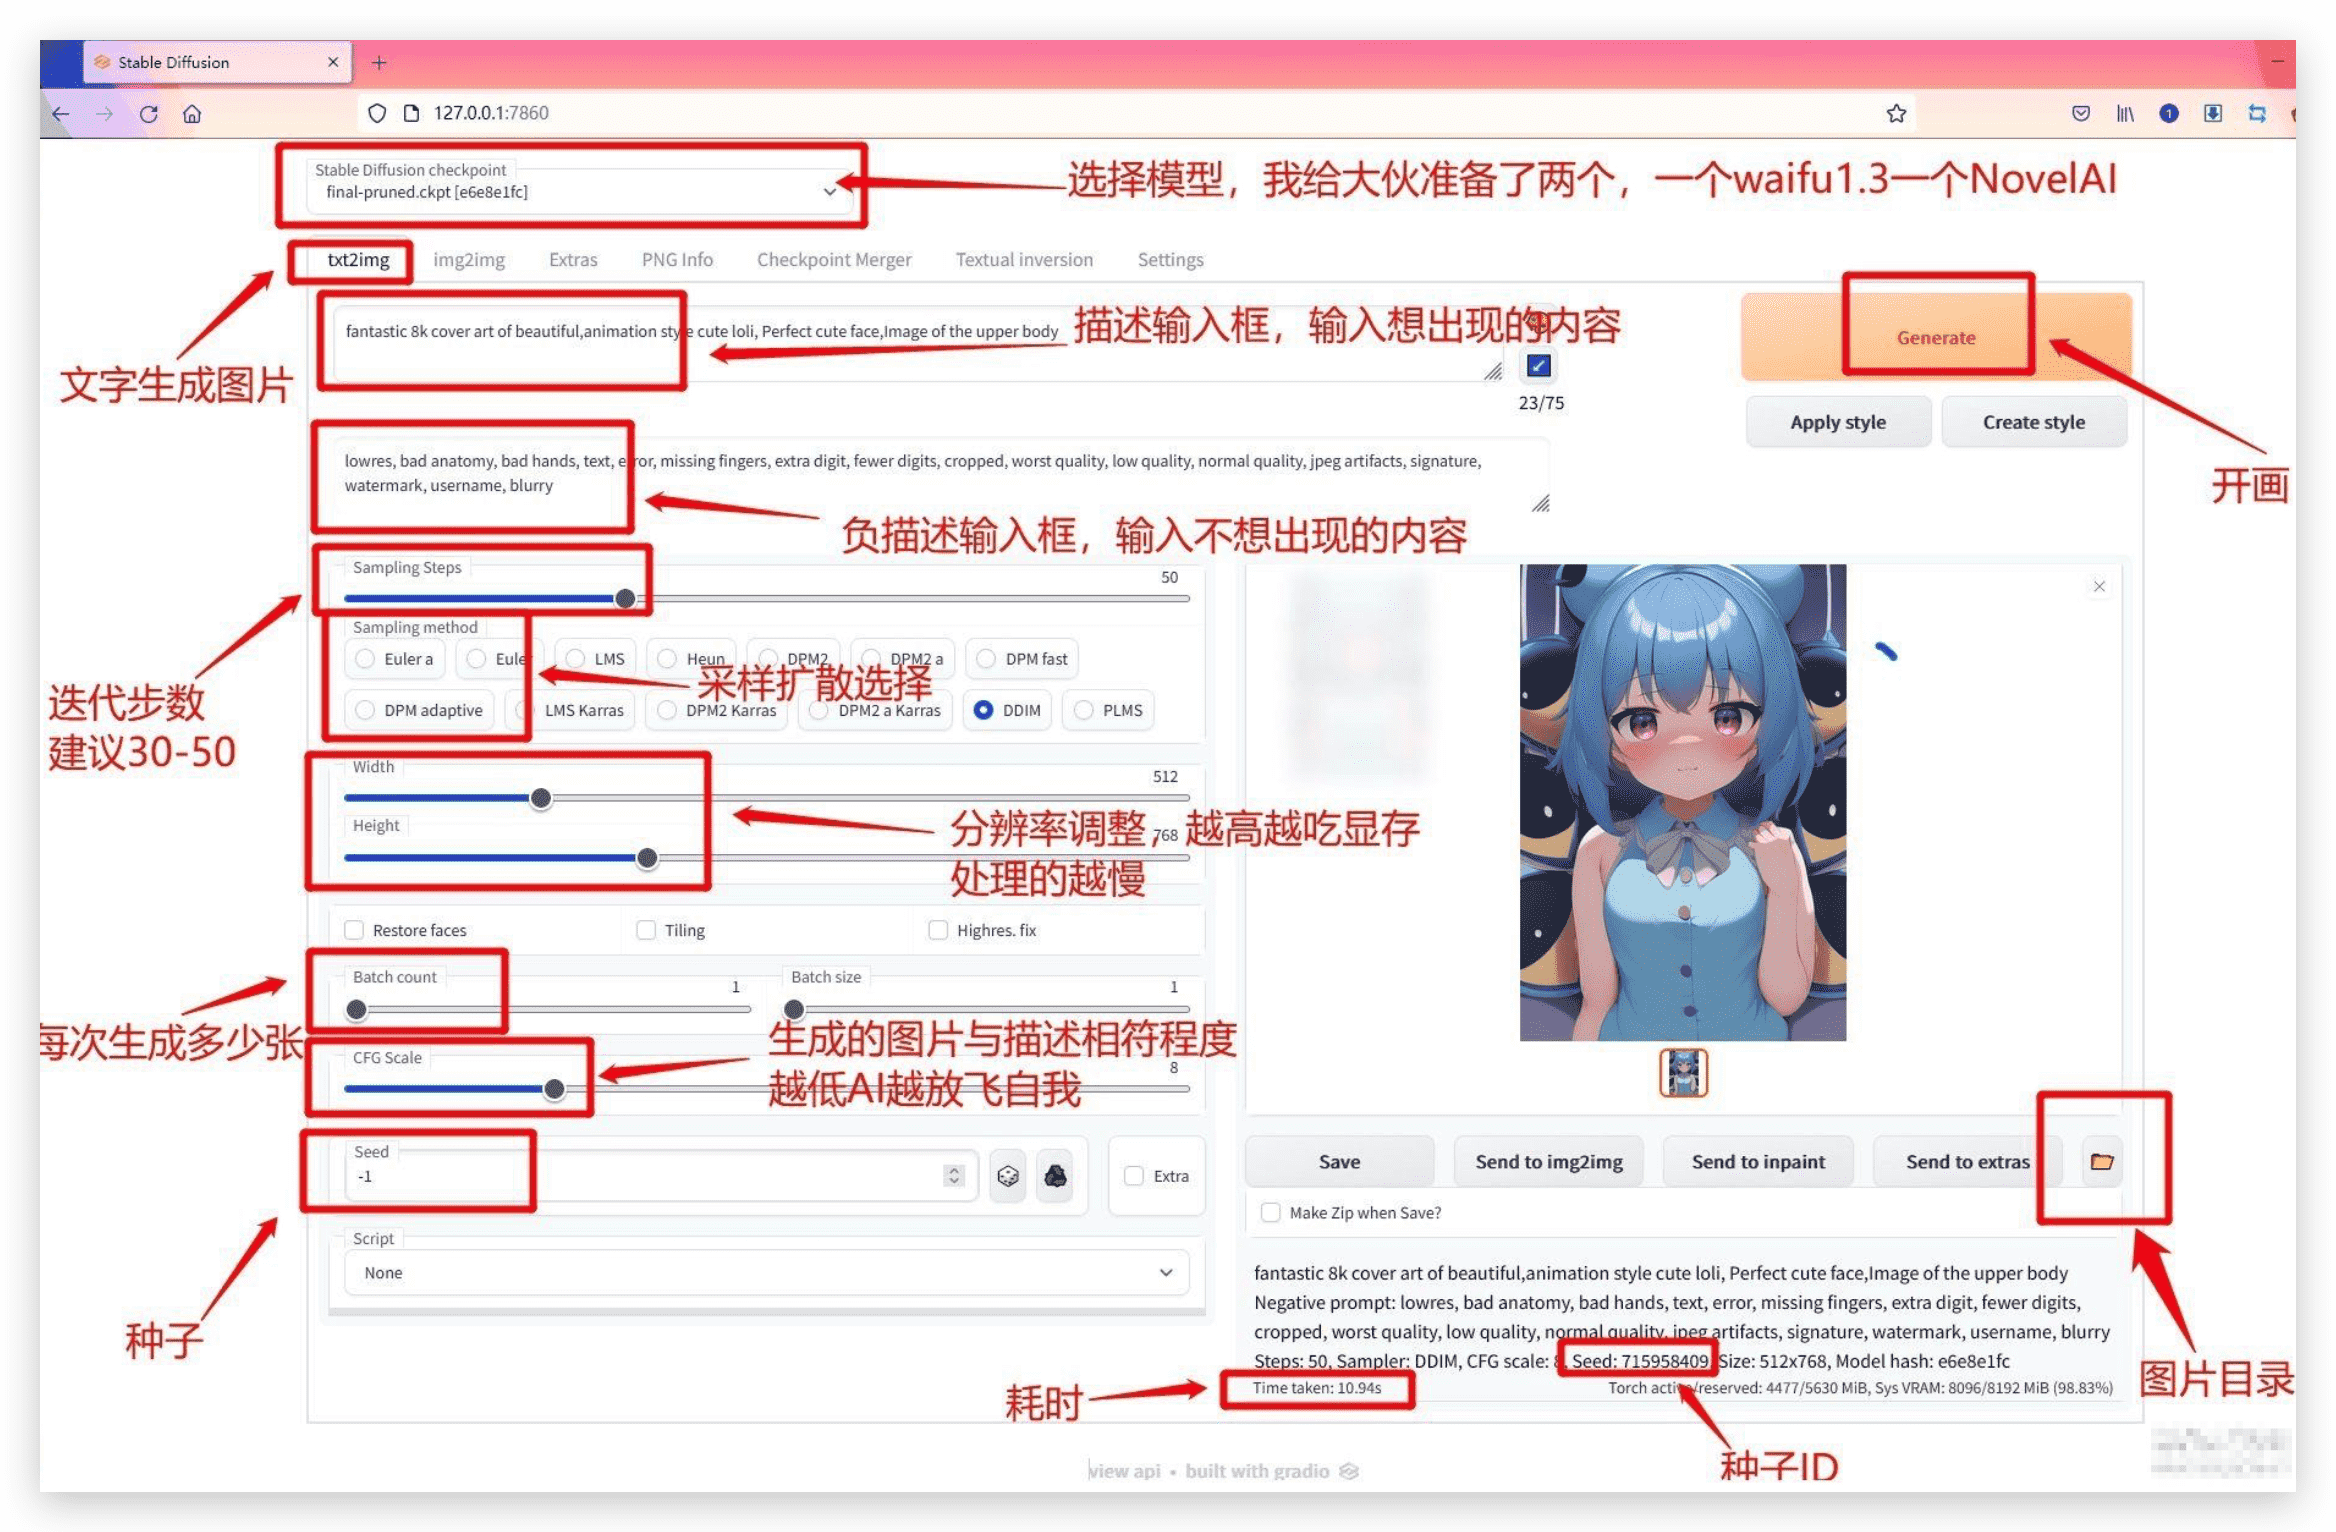 Stable Diffusion
127.0.0.1:7860
Stable Diffusion checkpoint
final-pruned.ckpt [e6e8e1fc]
选择模型，我给大伙准备了两个，一个waifu1.3一个NovelAI
txt2img
img2img
Extras
PNG Info
Checkpoint Merger
Textual inversion
Settings
文字生成图片
fantastic 8k cover art of beautiful,animation style cute loli, Perfect cute face,Image of the upper body
描述输入框，输入想出现的内容
23/75
Generate
Apply style
Create style
开画
lowres, bad anatomy, bad hands, text, error, missing fingers, extra digit, fewer digits, cropped, worst quality, low quality, normal quality, jpeg artifacts, signature,
watermark, username, blurry
负描述输入框，输入不想出现的内容
Sampling Steps
50
Sampling method
Euler a
Euler
LMS
Heun
DPM2
DPM2 a
DPM fast
采样扩散选择
DPM adaptive
LMS Karras
DPM2 Karras
DPM2 a Karras
DDIM
PLMS
迭代步数
建议30-50
Width
512
Height
768
分辨率调整，越高越吃显存
处理的越慢
Restore faces
Tiling
Highres. fix
Batch count
1
Batch size
1
每次生成多少张
生成的图片与描述相符程度
越低AI越放飞自我
CFG Scale
8
Seed
-1
Extra
种子
Script
None
Save
Send to img2img
Send to inpaint
Send to extras
Make Zip when Save?
图片目录
fantastic 8k cover art of beautiful,animation style cute loli, Perfect cute face,Image of the upper body
Negative prompt: lowres, bad anatomy, bad hands, text, error, missing fingers, extra digit, fewer digits,
cropped, worst quality, low quality, normal quality, jpeg artifacts, signature, watermark, username, blurry
Steps: 50, Sampler: DDIM, CFG scale: 8, Seed: 715958409, Size: 512x768, Model hash: e6e8e1fc
Time taken: 10.94s
Torch active/reserved: 4477/5630 MiB, Sys VRAM: 8096/8192 MiB (98.83%)
耗时
种子ID
view api • built with gradio